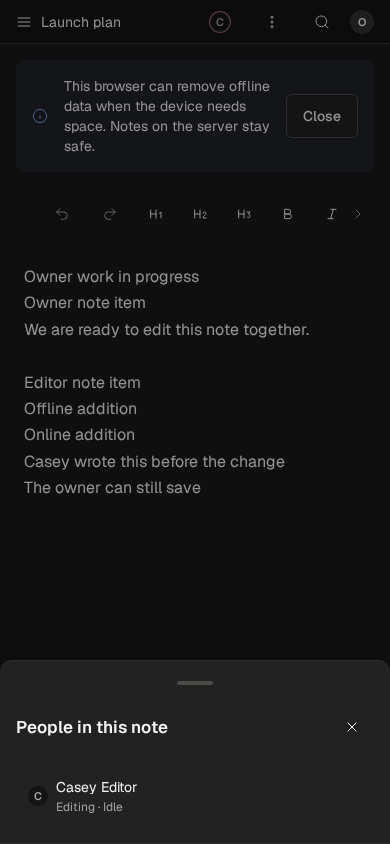 Launch plan
C
O
This browser can remove offline
data when the device needs
space. Notes on the server stay
safe.
Close
H1 H2 H3 B I
Owner work in progress
Owner note item
We are ready to edit this note together.
Editor note item
Offline addition
Online addition
Casey wrote this before the change
The owner can still save
People in this note
C
Casey Editor
Editing · Idle